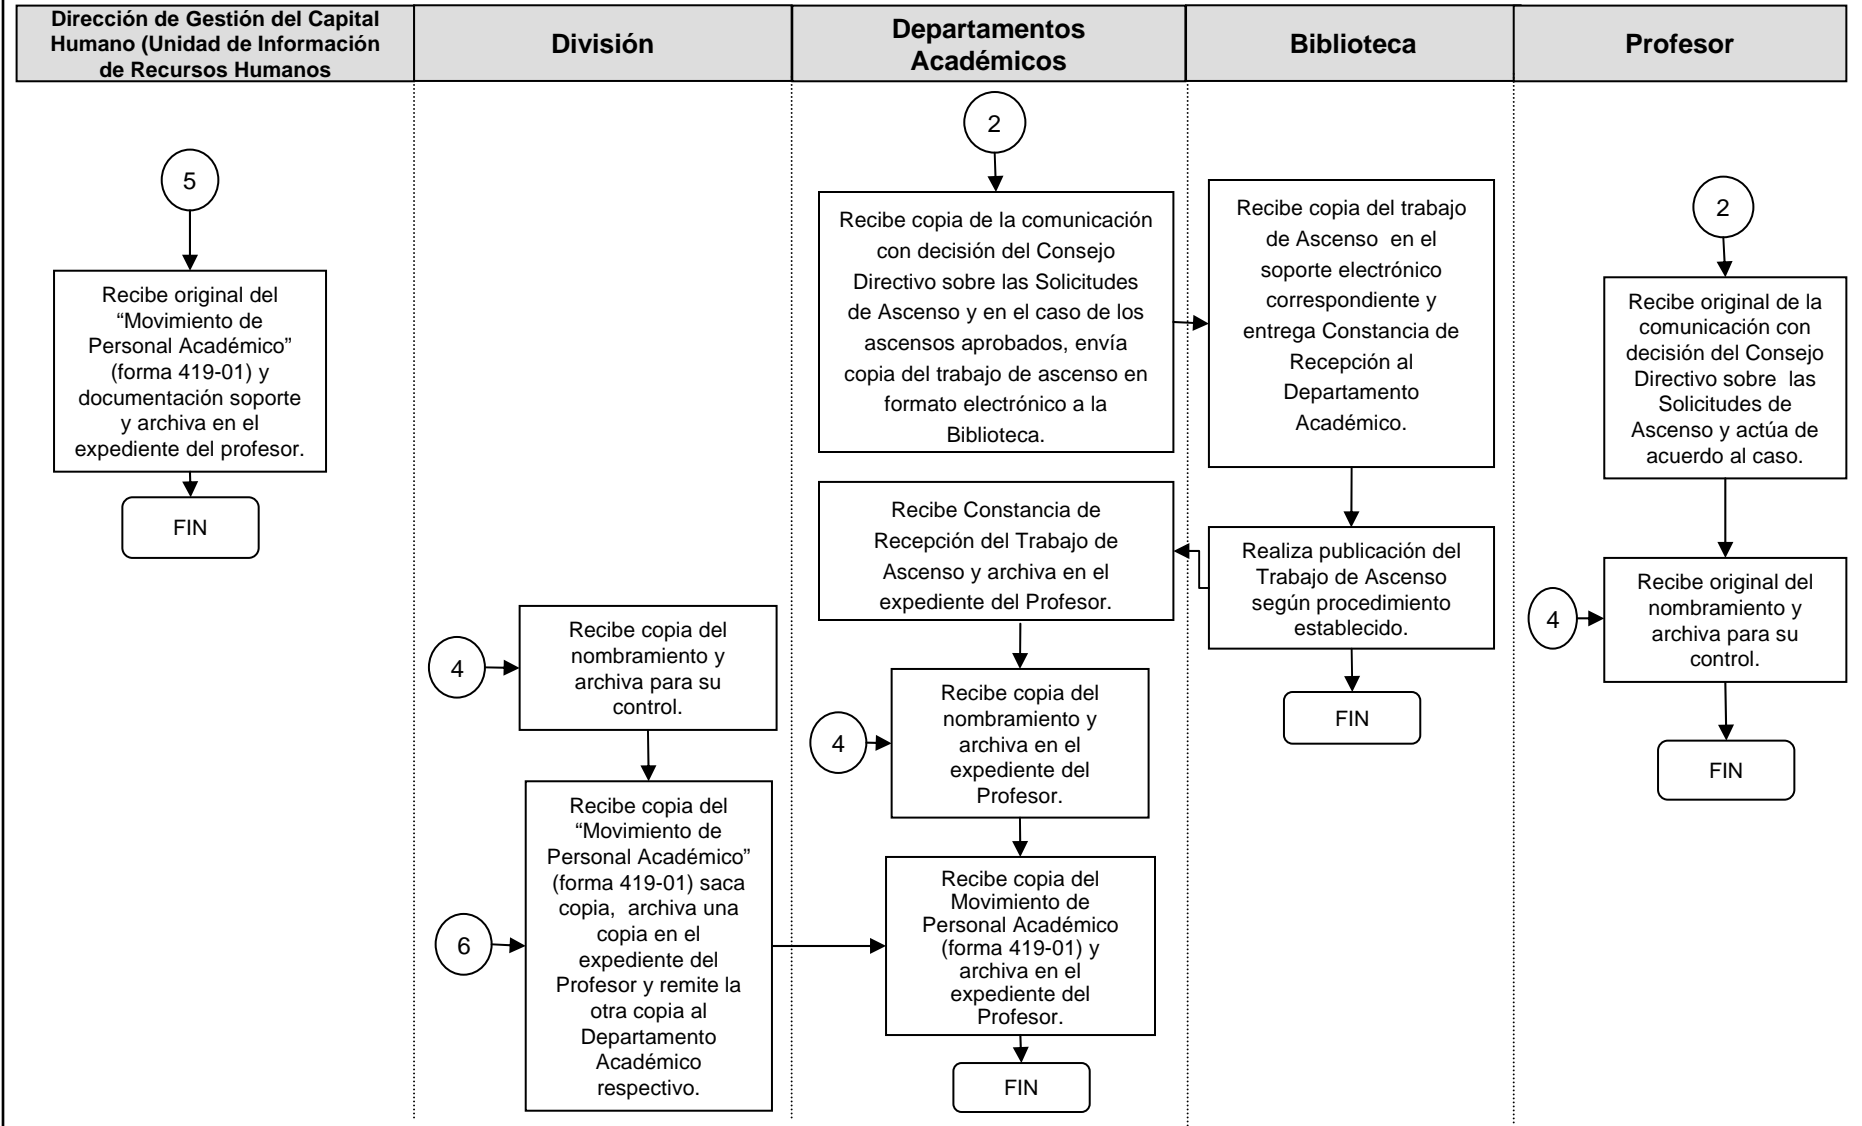 Dirección de Gestión del Capital
Humano (Unidad de Información
de Recursos Humanos
División
Departamentos
Académicos
Biblioteca
Profesor
5
Recibe original del
“Movimiento de
Personal Académico”
(forma 419-01) y
documentación soporte
y archiva en el
expediente del profesor.
FIN
4
Recibe copia del
nombramiento y
archiva para su
control.
6
Recibe copia del
“Movimiento de
Personal Académico”
(forma 419-01) saca
copia, archiva una
copia en el
expediente del
Profesor y remite la
otra copia al
Departamento
Académico
respectivo.
2
Recibe copia de la comunicación
con decisión del Consejo
Directivo sobre las Solicitudes
de Ascenso y en el caso de los
ascensos aprobados, envía
copia del trabajo de ascenso en
formato electrónico a la
Biblioteca.
Recibe Constancia de
Recepción del Trabajo de
Ascenso y archiva en el
expediente del Profesor.
4
Recibe copia del
nombramiento y
archiva en el
expediente del
Profesor.
Recibe copia del
Movimiento de
Personal Académico
(forma 419-01) y
archiva en el
expediente del
Profesor.
FIN
Recibe copia del trabajo
de Ascenso en el
soporte electrónico
correspondiente y
entrega Constancia de
Recepción al
Departamento
Académico.
Realiza publicación del
Trabajo de Ascenso
según procedimiento
establecido.
FIN
2
Recibe original de la
comunicación con
decisión del Consejo
Directivo sobre las
Solicitudes de
Ascenso y actúa de
acuerdo al caso.
4
Recibe original del
nombramiento y
archiva para su
control.
FIN